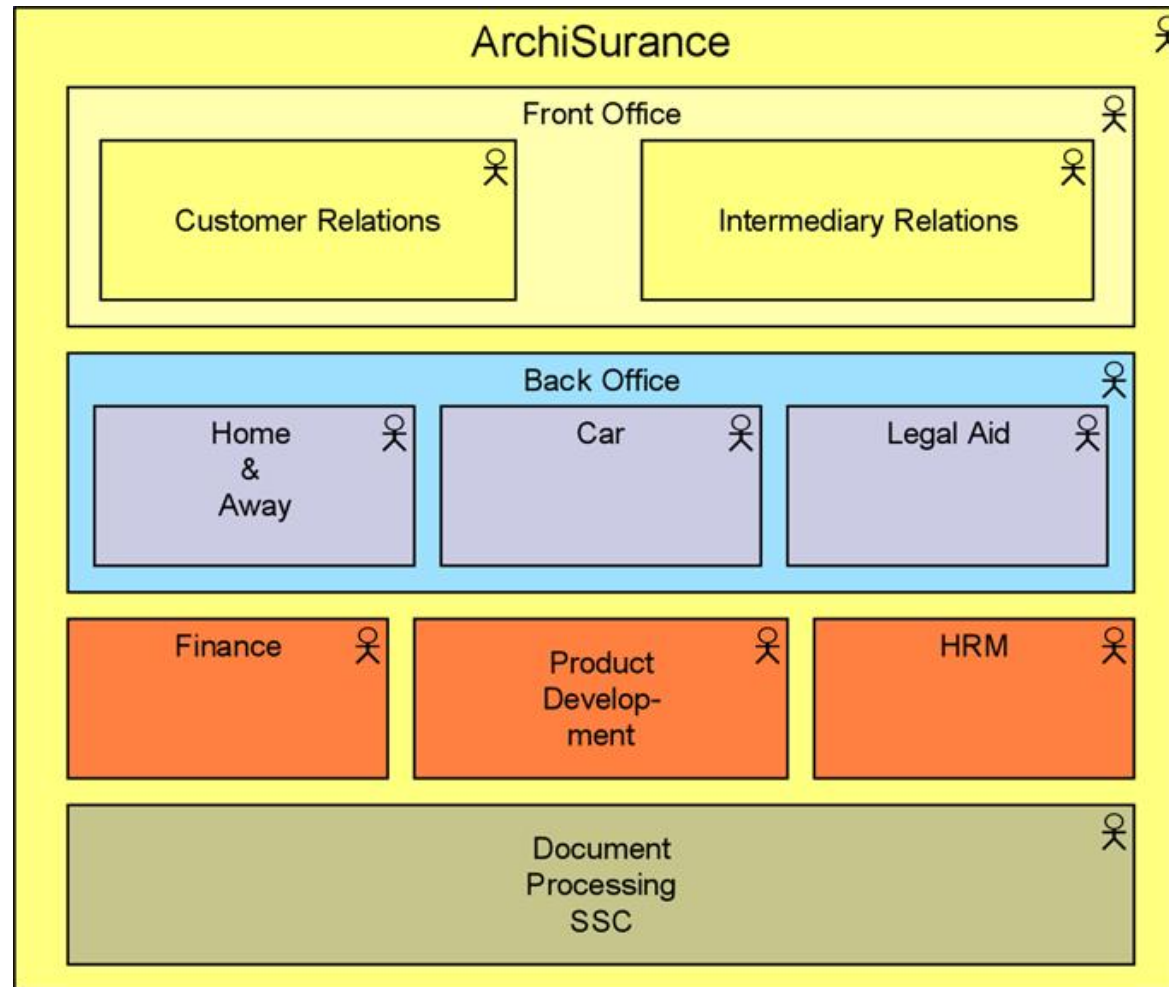 ArchiSurance
Front Office
Customer Relations
Intermediary Relations
Back Office
Home
&
Away
Car
Legal Aid
Finance
Product
Develop-
ment
HRM
Document
Processing
SSC